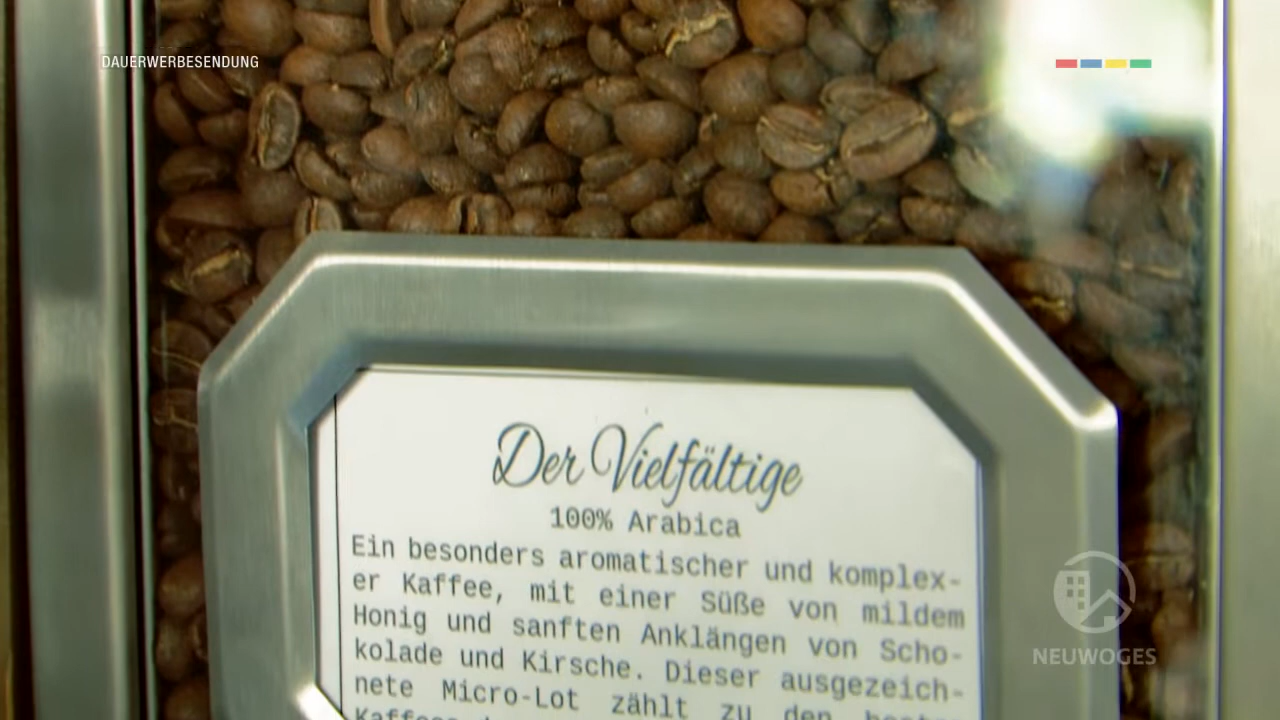 DAUERWERBESENDUNG
Der Vielfältige
100% Arabica
Ein besonders aromatischer und komplex-
er Kaffee, mit einer Süße von mildem
Honig und sanften Anklängen von Scho-
kolade und Kirsche. Dieser ausgezeich-
nete Micro-Lot zählt zu den
NEUWOGES